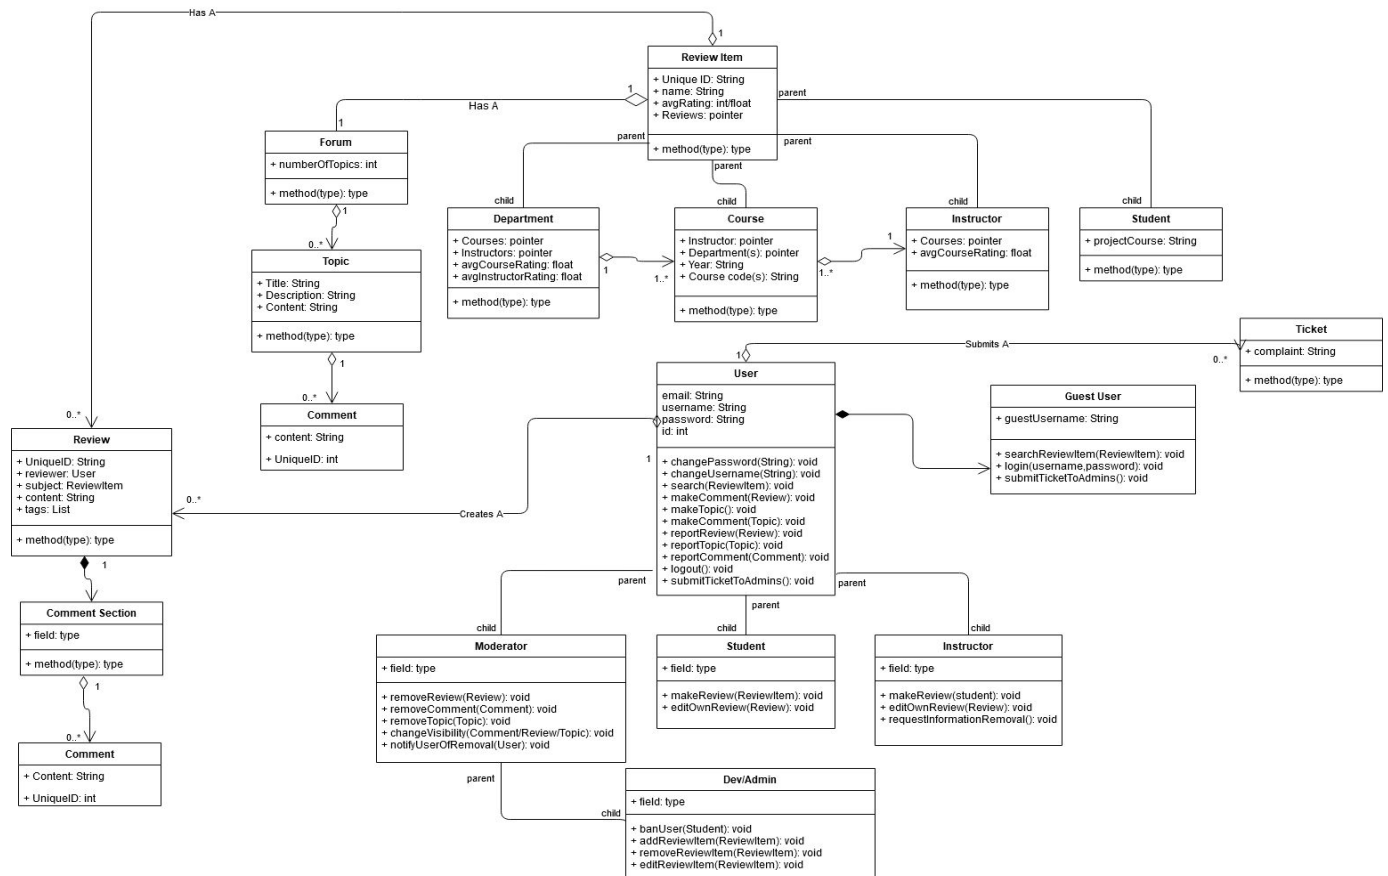 Has A
1
Review Item
+ Unique ID: String
+ name: String
+ avgRating: int/float
+ Reviews: pointer
+ method(type): type
1
Has A
1
parent
parent
parent
parent
Forum
+ numberOfTopics: int
+ method(type): type
1
0..*
child
child
child
child
Department
+ Courses: pointer
+ Instructors: pointer
+ avgCourseRating: float
+ avgInstructorRating: float
+ method(type): type
1
1..*
Course
+ Instructor: pointer
+ Department(s): pointer
+ Year: String
+ Course code(s): String
+ method(type): type
1..*
1
Instructor
+ Courses: pointer
+ avgCourseRating: float
+ method(type): type
Student
+ projectCourse: String
+ method(type): type
Topic
+ Title: String
+ Description: String
+ Content: String
+ method(type): type
1
0..*
Comment
+ content: String
+ UniqueID: int
Ticket
+ complaint: String
+ method(type): type
1
Submits A
0..*
User
email: String
username: String
password: String
id: int
+ changePassword(String): void
+ changeUsername(String): void
+ search(ReviewItem): void
+ makeComment(Review): void
+ makeTopic(): void
+ makeComment(Topic): void
+ reportReview(Review): void
+ reportTopic(Topic): void
+ reportComment(Comment): void
+ logout(): void
+ submitTicketToAdmins(): void
Guest User
+ guestUsername: String
+ searchReviewItem(ReviewItem): void
+ login(username,password): void
+ submitTicketToAdmins(): void
0..*
Review
+ UniqueID: String
+ reviewer: User
+ subject: ReviewItem
+ content: String
+ tags: List
+ method(type): type
1
0..*
Creates A
1
Comment Section
+ field: type
+ method(type): type
1
0..*
Comment
+ Content: String
+ UniqueID: int
parent
parent
parent
child
child
child
Moderator
+ field: type
+ removeReview(Review): void
+ removeComment(Comment): void
+ removeTopic(Topic): void
+ changeVisibility(Comment/Review/Topic): void
+ notifyUserOfRemoval(User): void
Student
+ field: type
+ makeReview(ReviewItem): void
+ editOwnReview(Review): void
Instructor
+ field: type
+ makeReview(student): void
+ editOwnReview(Review): void
+ requestInformationRemoval(): void
parent
child
Dev/Admin
+ field: type
+ banUser(Student): void
+ addReviewItem(ReviewItem): void
+ removeReviewItem(ReviewItem): void
+ editReviewItem(ReviewItem): void